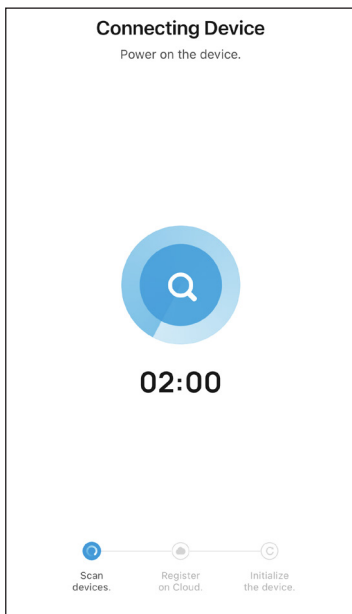 Connecting Device
Power on the device.
02:00
Scan
devices.
Register
on Cloud.
Initialize
the device.